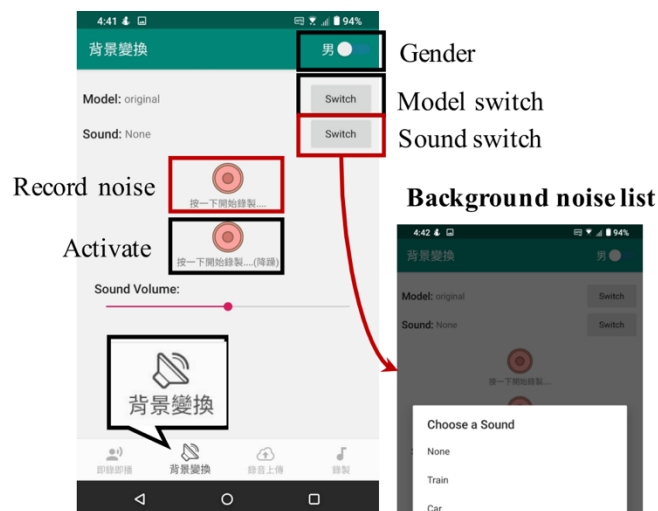 4:41
94%
背景變換
男
Gender
Model: original
Switch
Model switch
Sound: None
Switch
Sound switch
Record noise
按一下開始錄製....
Activate
按一下開始錄製....(降躁)
Sound Volume:
背景變換
即錄即播
背景變換
錄音上傳
錄製
Background noise list
4:42
94%
背景變換
男
Model: original
Switch
Sound: None
Switch
按一下開始錄製....
Choose a Sound
None
Train
Car